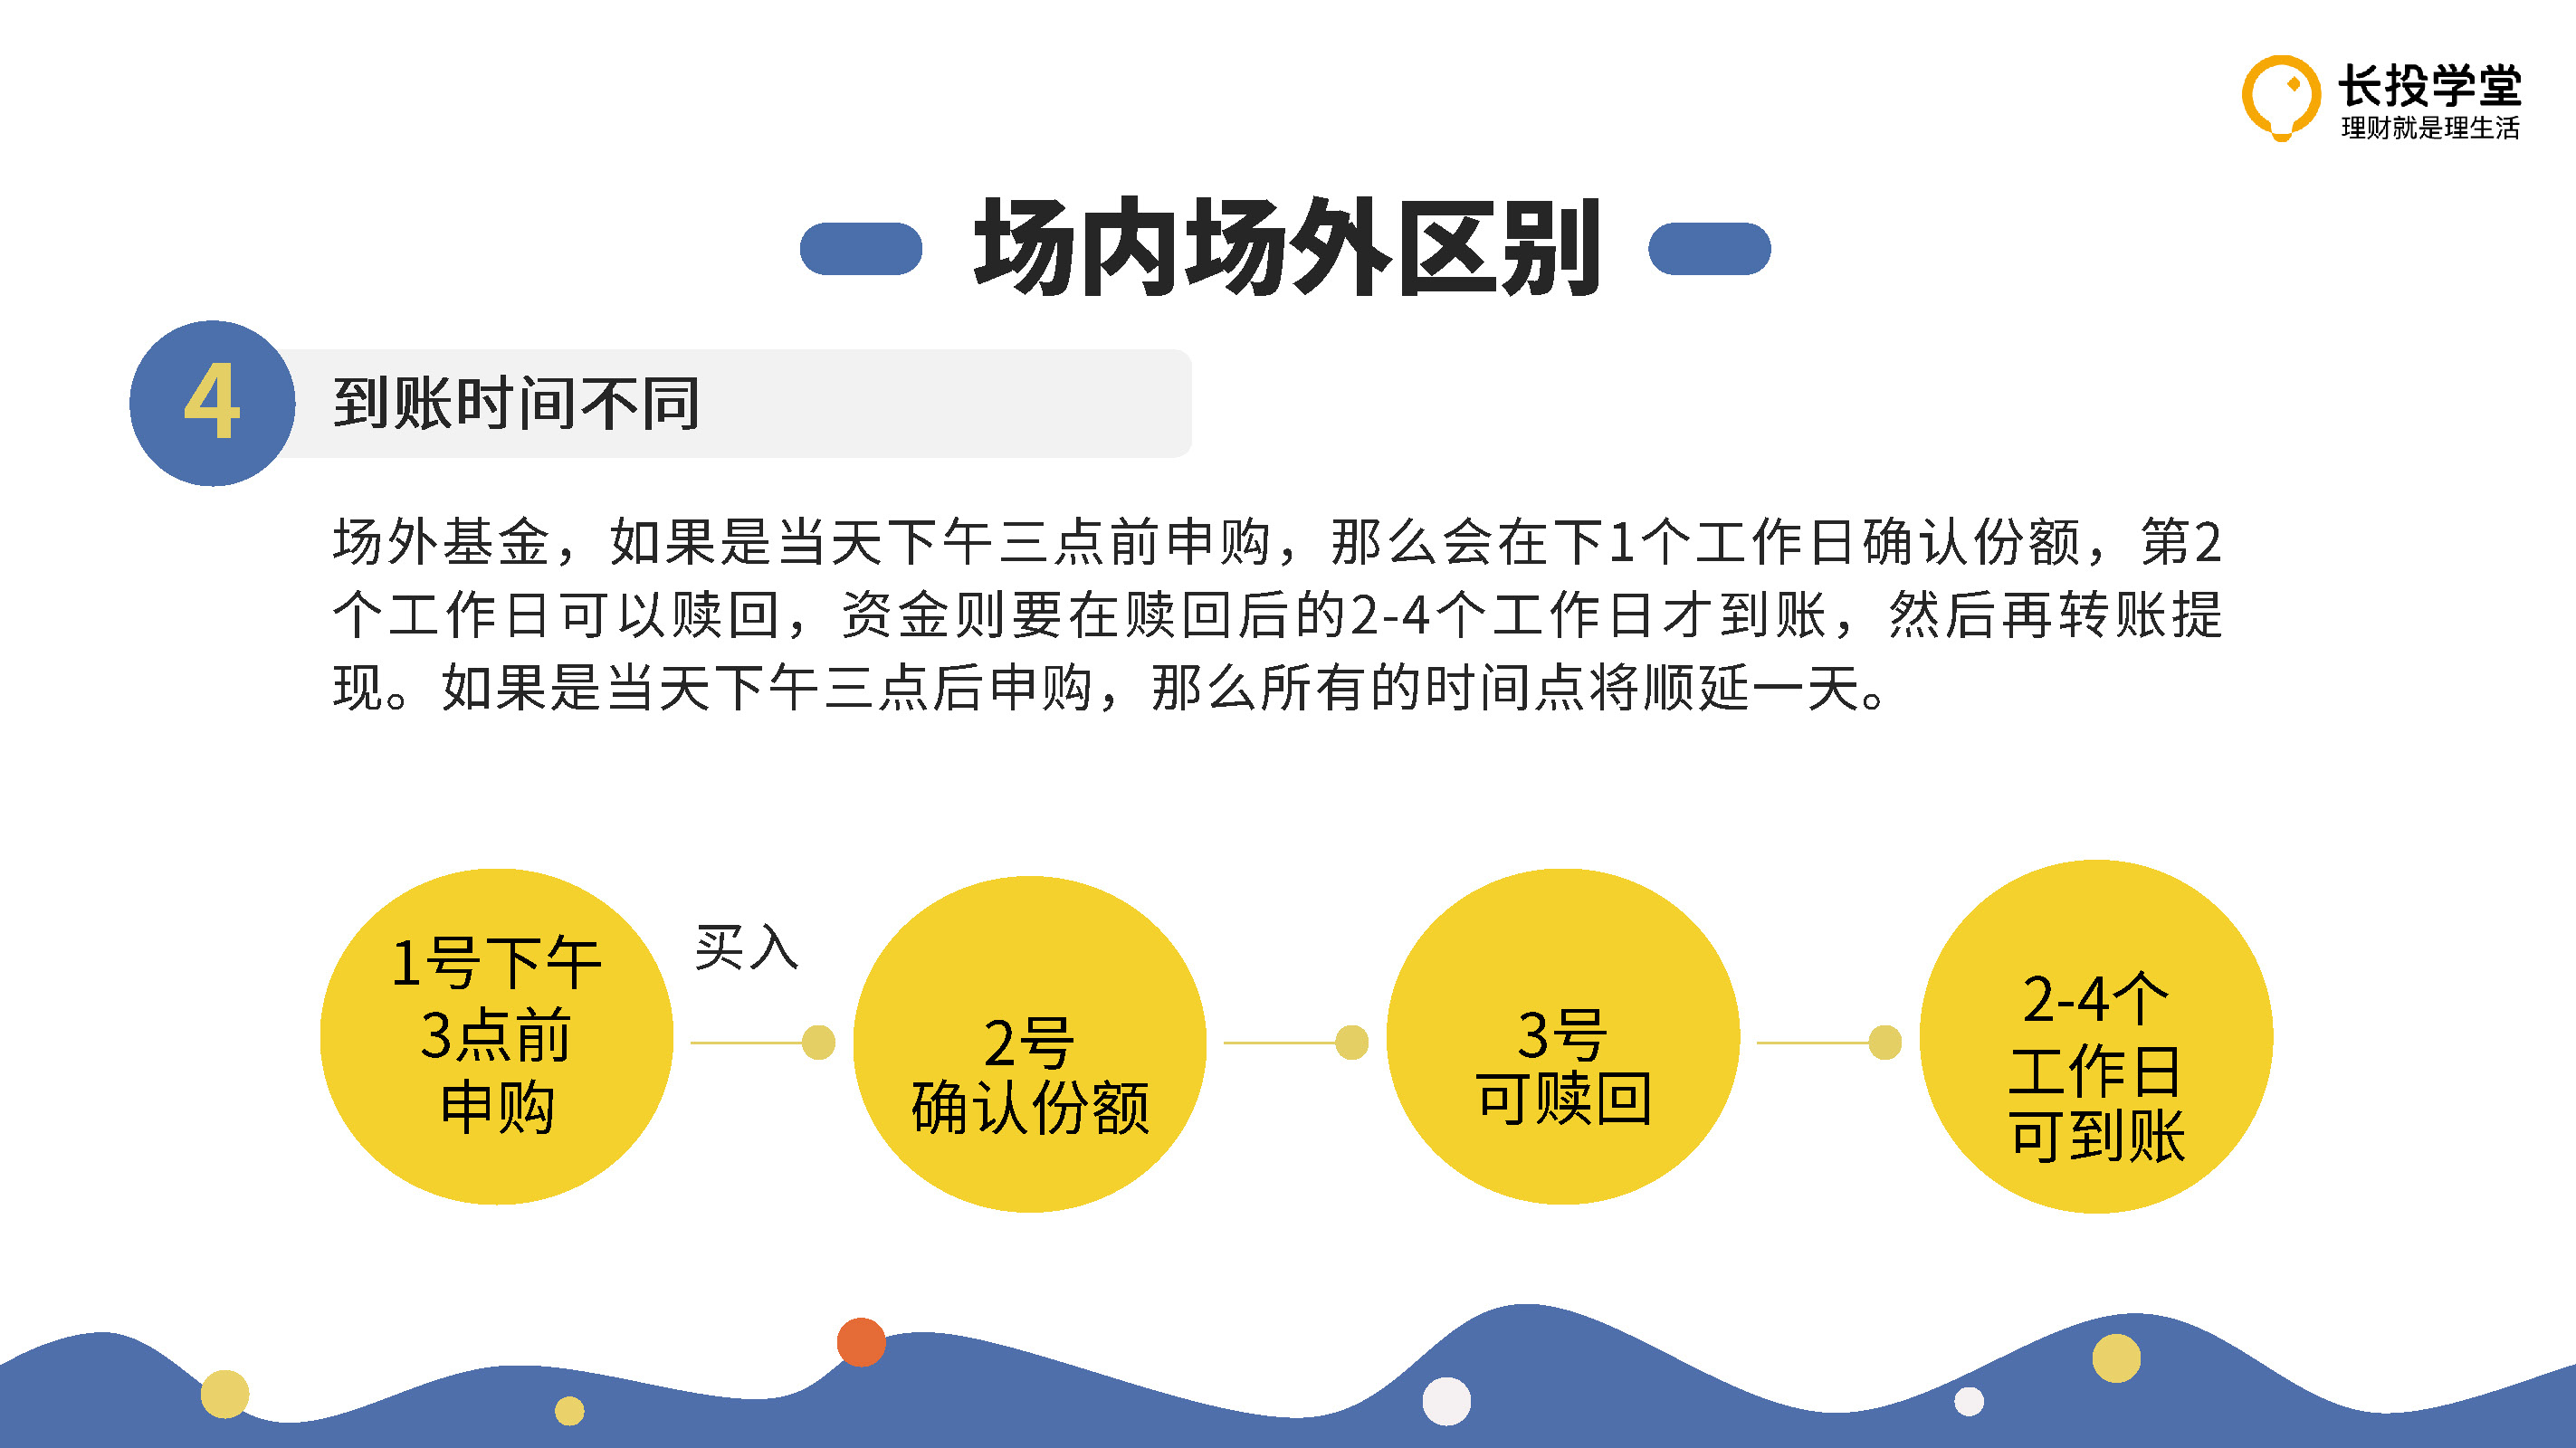 长投学堂
理财就是理生活
场内场外区别
4
到账时间不同
场外基金，如果是当天下午三点前申购，那么会在下1个工作日确认份额，第2
个工作日可以赎回，资金则要在赎回后的2-4个工作日才到账，然后再转账提
现。如果是当天下午三点后申购，那么所有的时间点将顺延一天。
1号下午
3点前
申购
买入
2号
确认份额
3号
可赎回
2-4个
工作日
可到账